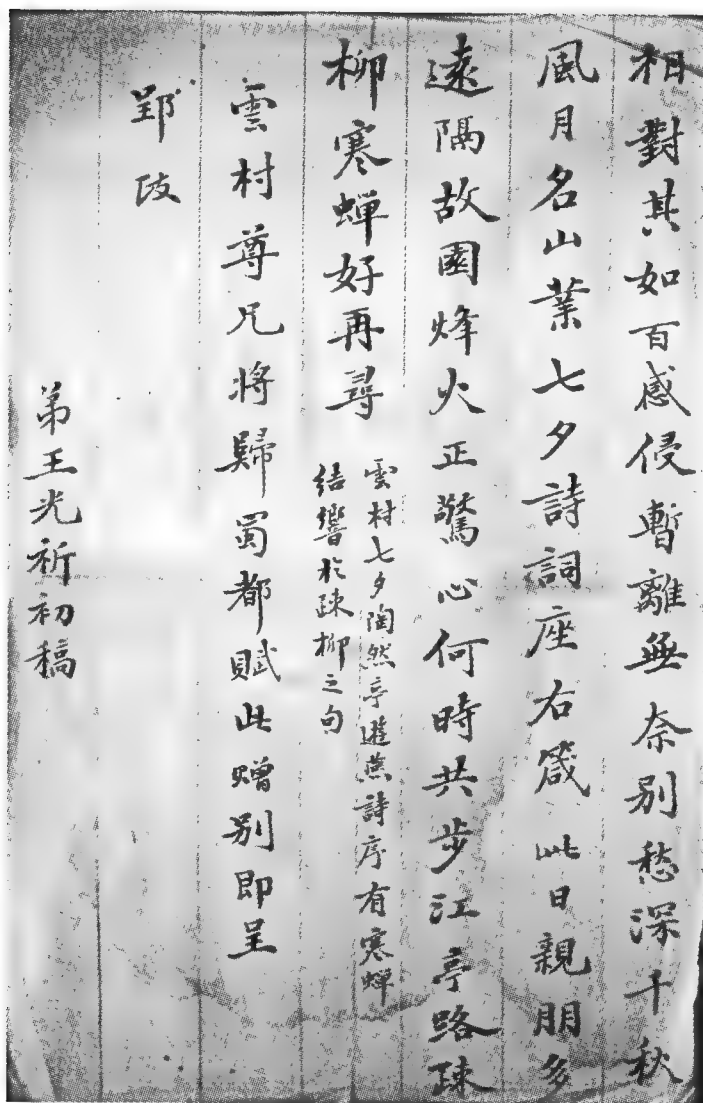 相對其如百感侵暫離無奈別愁深千秋
風月名山業七夕詩詞座右箴此日親朋多
遠隔故園烽火正驚心何時共步江亭路疎
柳寒蟬好再尋
雲村七夕陶然亭遊燕詩序有寒蟬
結響於疎柳之句
雲村尊兄將歸蜀都賦此贈別即呈
郢政
弟王光祈初稿